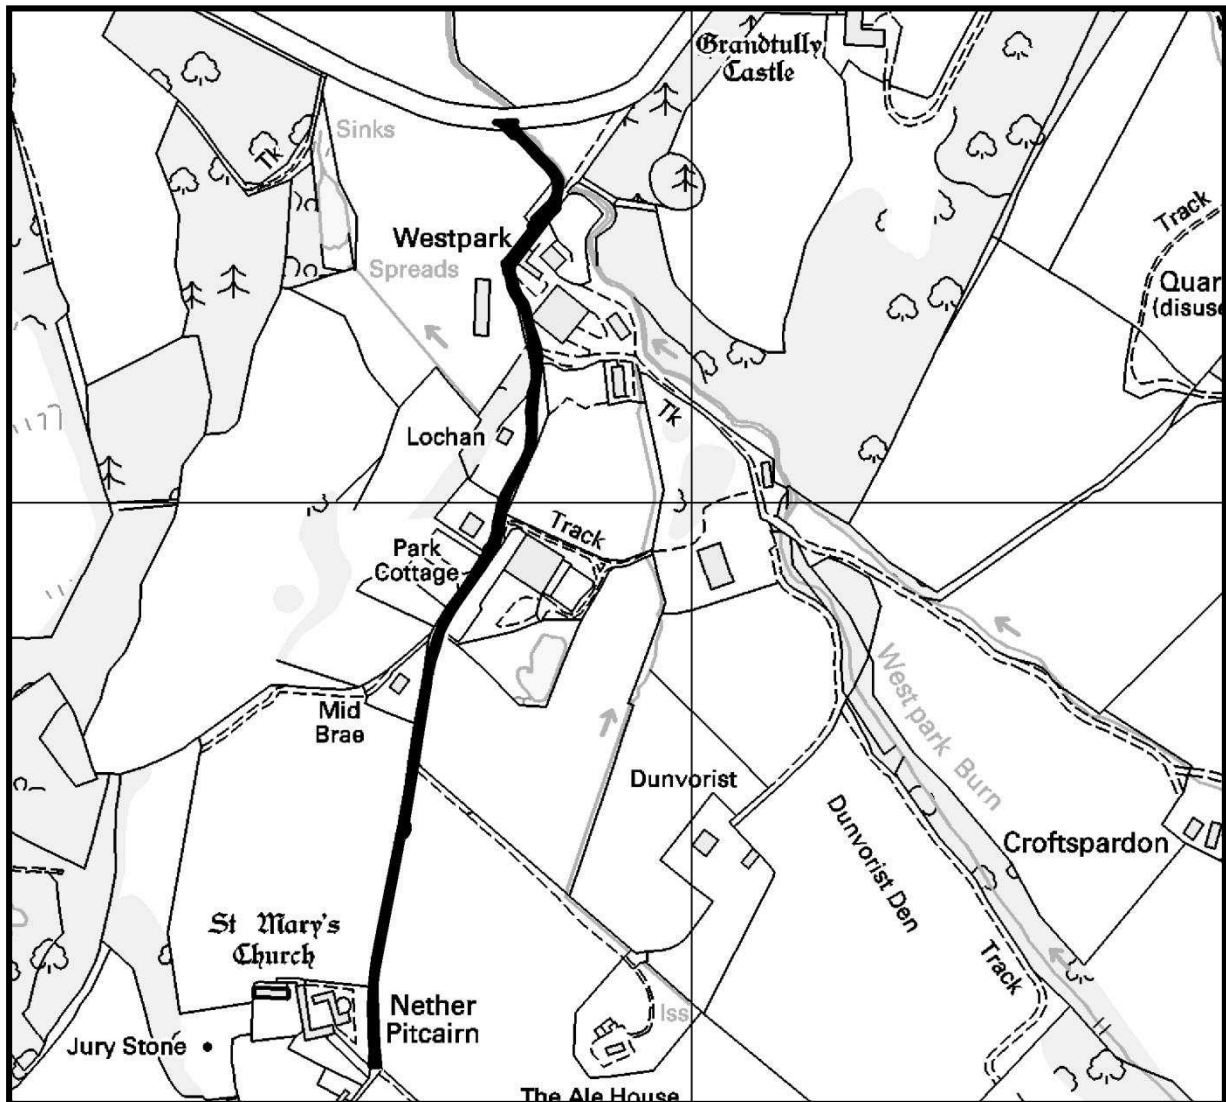 Grandtully
Castle
Sinks
Tk
Track
Westpark
Spreads
Quar
(disuse
Tk
Lochan
Track
Park
Cottage
West park Burn
Mid
Brae
Dunvorist
Dunvorist Den
Croftspardon
St Mary's
Church
Track
Nether
Pitcairn
Iss
Jury Stone
The Ale House